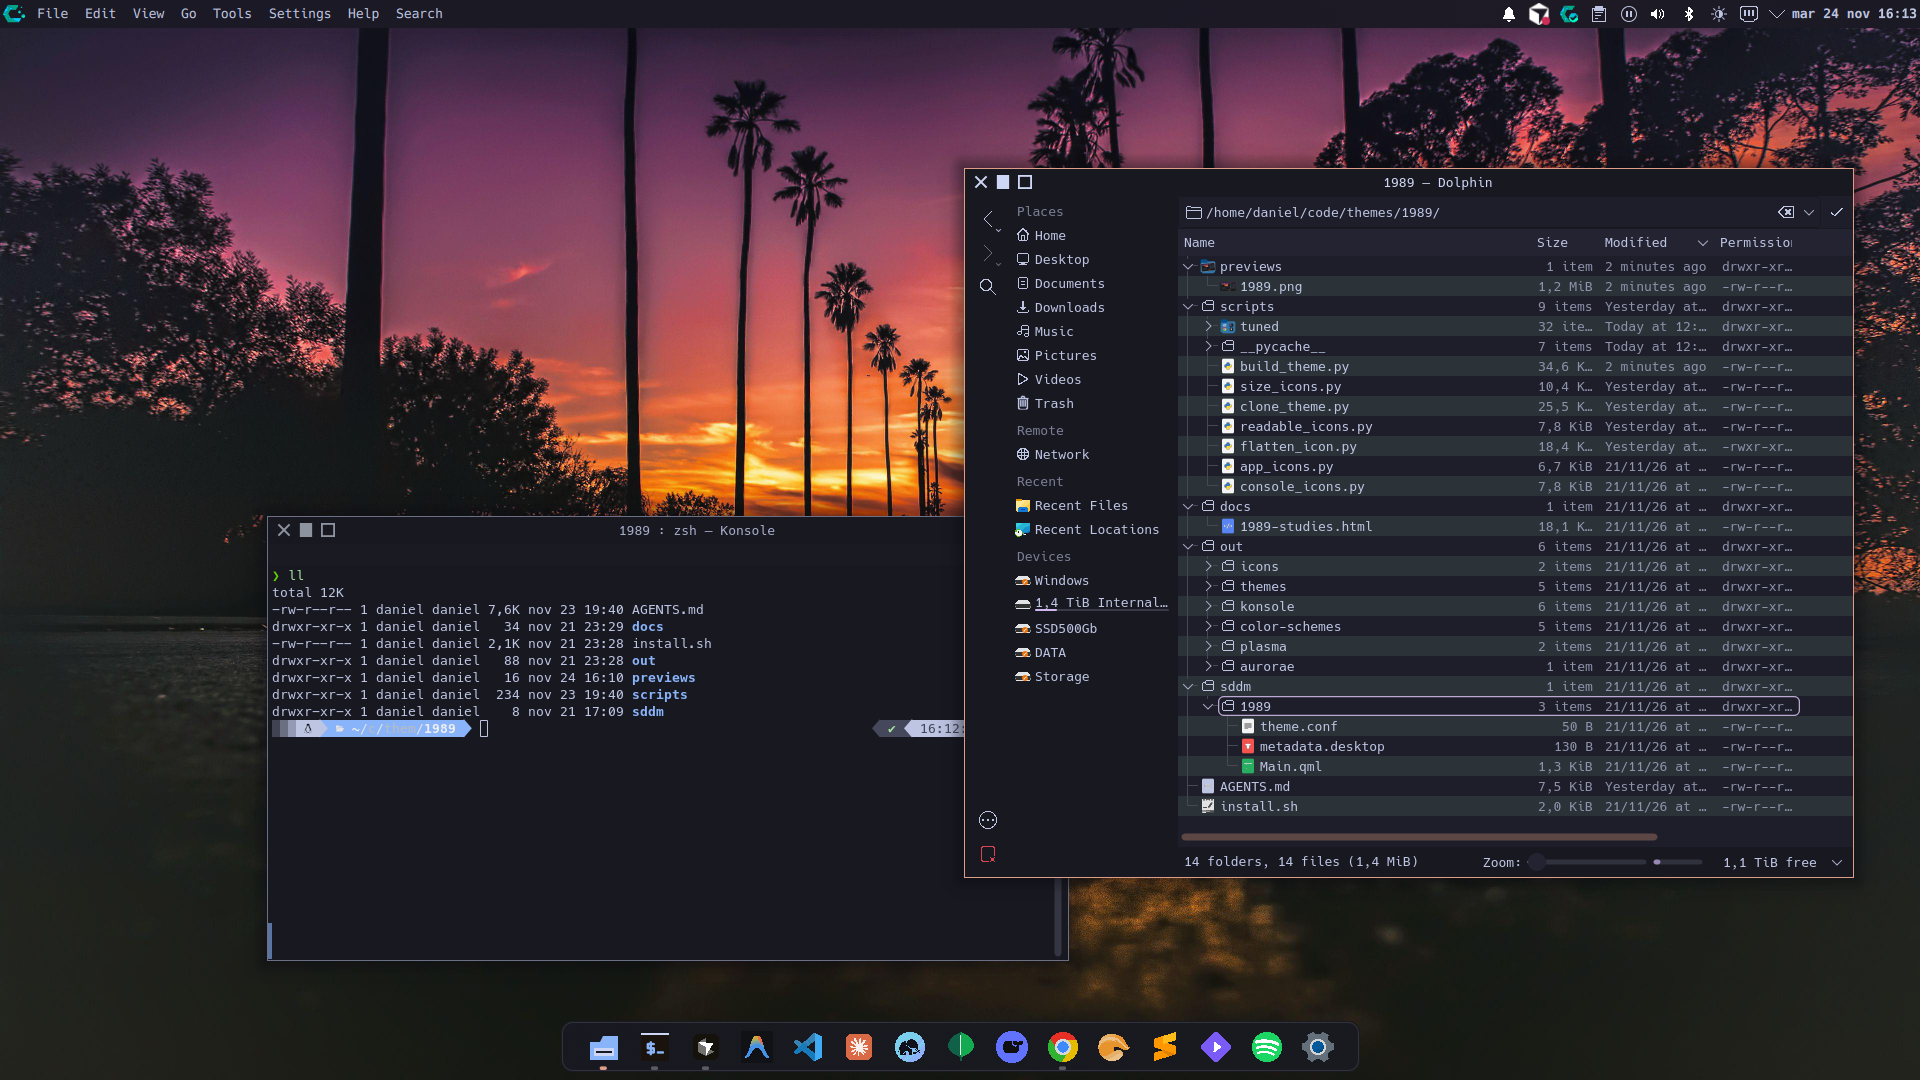 File Edit View Go Tools Settings Help Search
mar 24 nov 16:13
1989 — Dolphin
Places
Home
Desktop
Documents
Downloads
Music
Pictures
Videos
Trash
Remote
Network
Recent
Recent Files
Recent Locations
Devices
Windows
1,4 TiB Internal…
SSD500Gb
DATA
Storage
/home/daniel/code/themes/1989/
Name Size Modified Permission
previews 1 item 2 minutes ago drwxr-xr…
1989.png 1,2 MiB 2 minutes ago -rw-r--r…
scripts 9 items Yesterday at… drwxr-xr…
tuned 32 ite… Today at 12:… drwxr-xr…
__pycache__ 7 items Today at 12:… drwxr-xr…
build_theme.py 34,6 K… 2 minutes ago -rw-r--r…
size_icons.py 10,4 K… Yesterday at… -rw-r--r…
clone_theme.py 25,5 K… Yesterday at… -rw-r--r…
readable_icons.py 7,8 KiB Yesterday at… -rw-r--r…
flatten_icon.py 18,4 K… Yesterday at… -rw-r--r…
app_icons.py 6,7 KiB 21/11/26 at … -rw-r--r…
console_icons.py 7,8 KiB 21/11/26 at … -rw-r--r…
docs 1 item 21/11/26 at … drwxr-xr…
1989-studies.html 18,1 K… 21/11/26 at … -rw-r--r…
out 6 items 21/11/26 at … drwxr-xr…
icons 2 items 21/11/26 at … drwxr-xr…
themes 5 items 21/11/26 at … drwxr-xr…
konsole 6 items 21/11/26 at … drwxr-xr…
color-schemes 5 items 21/11/26 at … drwxr-xr…
plasma 2 items 21/11/26 at … drwxr-xr…
aurorae 1 item 21/11/26 at … drwxr-xr…
sddm 1 item 21/11/26 at … drwxr-xr…
1989 3 items 21/11/26 at … drwxr-xr…
theme.conf 50 B 21/11/26 at … -rw-r--r…
metadata.desktop 130 B 21/11/26 at … -rw-r--r…
Main.qml 1,3 KiB 21/11/26 at … -rw-r--r…
AGENTS.md 7,5 KiB Yesterday at… -rw-r--r…
install.sh 2,0 KiB 21/11/26 at … -rw-r--r…
14 folders, 14 files (1,4 MiB) Zoom: 1,1 TiB free
1989 : zsh — Konsole
❯ ll
total 12K
-rw-r--r-- 1 daniel daniel 7,6K nov 23 19:40 AGENTS.md
drwxr-xr-x 1 daniel daniel 34 nov 21 23:29 docs
-rw-r--r-- 1 daniel daniel 2,1K nov 21 23:28 install.sh
drwxr-xr-x 1 daniel daniel 88 nov 21 23:28 out
drwxr-xr-x 1 daniel daniel 16 nov 24 16:10 previews
drwxr-xr-x 1 daniel daniel 234 nov 23 19:40 scripts
drwxr-xr-x 1 daniel daniel 8 nov 21 17:09 sddm
~/c/them/1989 ✔ 16:12: